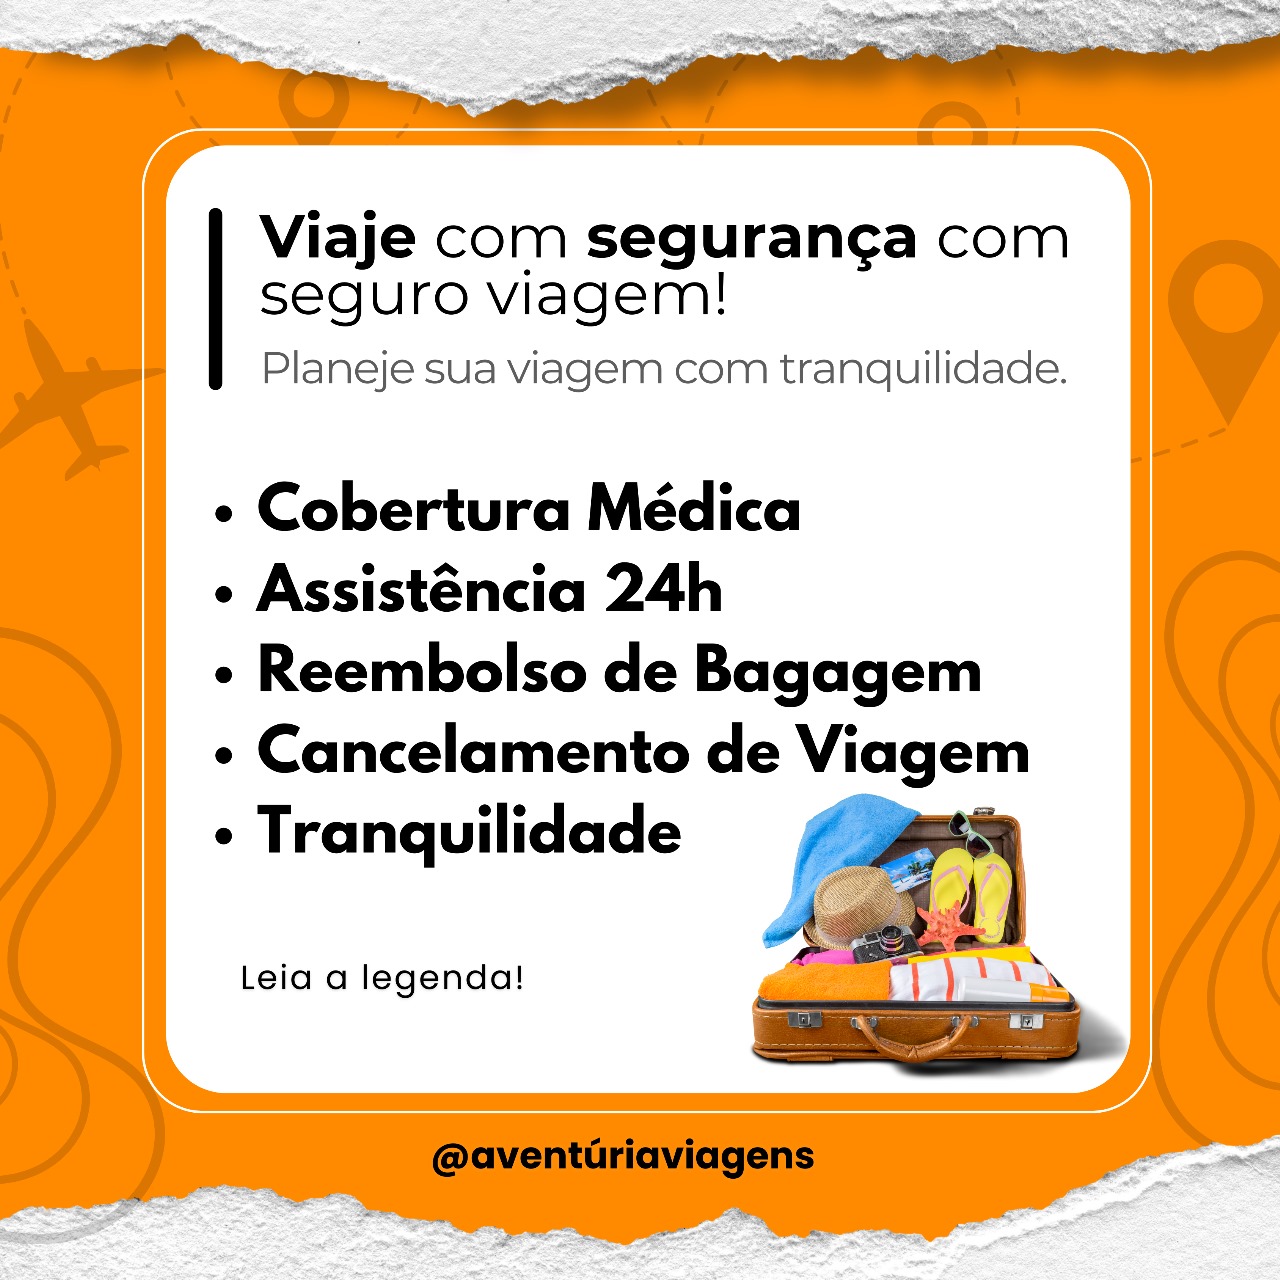 Viaje com segurança com
seguro viagem!
Planeje sua viagem com tranquilidade.
• Cobertura Médica
• Assistência 24h
• Reembolso de Bagagem
• Cancelamento de Viagem
• Tranquilidade
Leia a legenda!
@aventúriaviagens